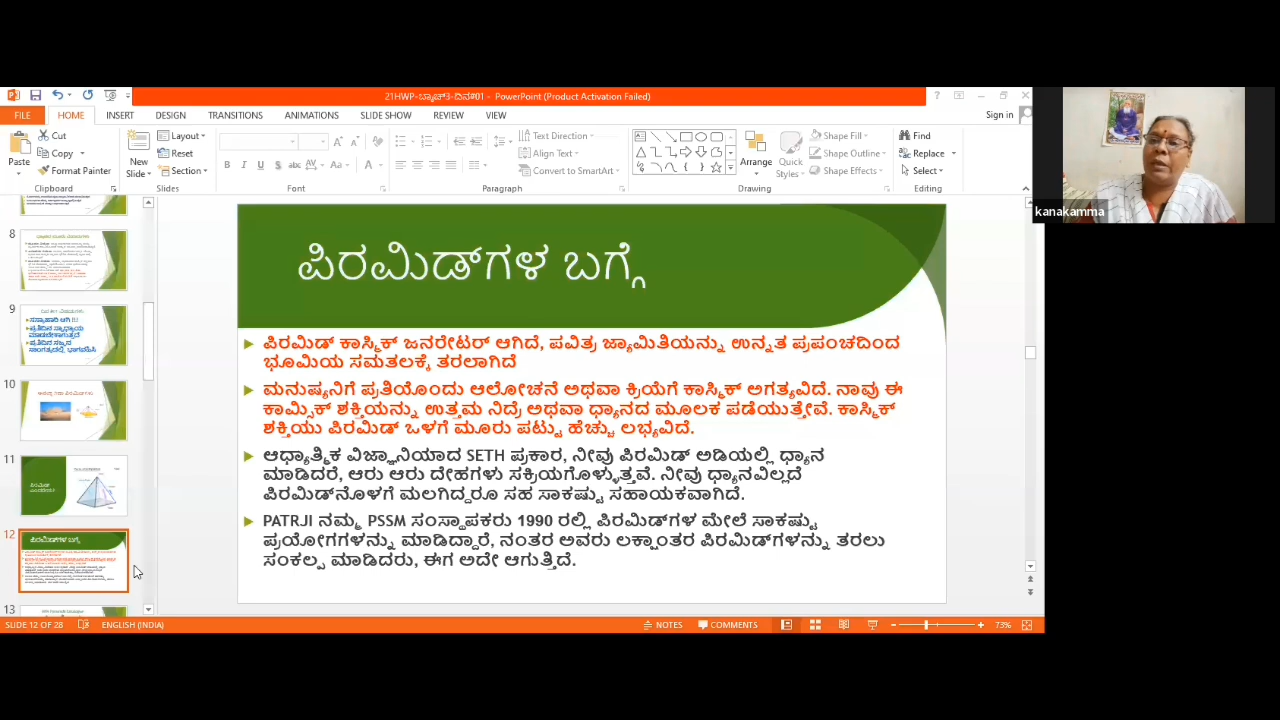 21HWP-ಬ್ಯಾಚ್3-ದಿನ#01 - PowerPoint (Product Activation Failed)
FILE HOME INSERT DESIGN TRANSITIONS ANIMATIONS SLIDE SHOW REVIEW VIEW Sign in
Paste Cut Copy Format Painter
New Slide Layout Reset Section
Text Direction Align Text Convert to SmartArt
Arrange Quick Styles Shape Fill Shape Outline Shape Effects
Find Replace Select
Clipboard Slides Font Paragraph Drawing Editing
kanakamma
8
9
10
11
12
13
ಪಿರಮಿಡ್‌ಗಳ ಬಗ್ಗೆ
ಪಿರಮಿಡ್ ಕಾಸ್ಮಿಕ್ ಜನರೇಟರ್ ಆಗಿದೆ, ಪವಿತ್ರ ಜ್ಯಾಮಿತಿಯನ್ನು ಉನ್ನತ ಪ್ರಪಂಚದಿಂದ
ಭೂಮಿಯ ಸಮತಲಕ್ಕೆ ತರಲಾಗಿದೆ
ಮನುಷ್ಯನಿಗೆ ಪ್ರತಿಯೊಂದು ಆಲೋಚನೆ ಅಥವಾ ಕ್ರಿಯೆಗೆ ಕಾಸ್ಮಿಕ್ ಅಗತ್ಯವಿದೆ. ನಾವು ಈ
ಕಾಮ್ಸಿಕ್ ಶಕ್ತಿಯನ್ನು ಉತ್ತಮ ನಿದ್ರೆ ಅಥವಾ ಧ್ಯಾನದ ಮೂಲಕ ಪಡೆಯುತ್ತೇವೆ. ಕಾಸ್ಮಿಕ್
ಶಕ್ತಿಯು ಪಿರಮಿಡ್ ಒಳಗೆ ಮೂರು ಪಟ್ಟು ಹೆಚ್ಚು ಲಭ್ಯವಿದೆ.
ಆಧ್ಯಾತ್ಮಿಕ ವಿಜ್ಞಾನಿಯಾದ SETH ಪ್ರಕಾರ, ನೀವು ಪಿರಮಿಡ್ ಅಡಿಯಲ್ಲಿ ಧ್ಯಾನ
ಮಾಡಿದರೆ, ಆರು ಆರು ದೇಹಗಳು ಸಕ್ರಿಯಗೊಳ್ಳುತ್ತವೆ. ನೀವು ಧ್ಯಾನವಿಲ್ಲದೆ
ಪಿರಮಿಡ್‌ನೊಳಗೆ ಮಲಗಿದ್ದರೂ ಸಹ ಸಾಕಷ್ಟು ಸಹಾಯಕವಾಗಿದೆ.
PATRJI ನಮ್ಮ PSSM ಸಂಸ್ಥಾಪಕರು 1990 ರಲ್ಲಿ ಪಿರಮಿಡ್‌ಗಳ ಮೇಲೆ ಸಾಕಷ್ಟು
ಪ್ರಯೋಗಗಳನ್ನು ಮಾಡಿದ್ದಾರೆ, ನಂತರ ಅವರು ಲಕ್ಷಾಂತರ ಪಿರಮಿಡ್‌ಗಳನ್ನು ತರಲು
ಸಂಕಲ್ಪ ಮಾಡಿದರು, ಈಗ ಅದೇ ಆಗುತ್ತಿದೆ.
SLIDE 12 OF 28 ENGLISH (INDIA) NOTES COMMENTS 73%